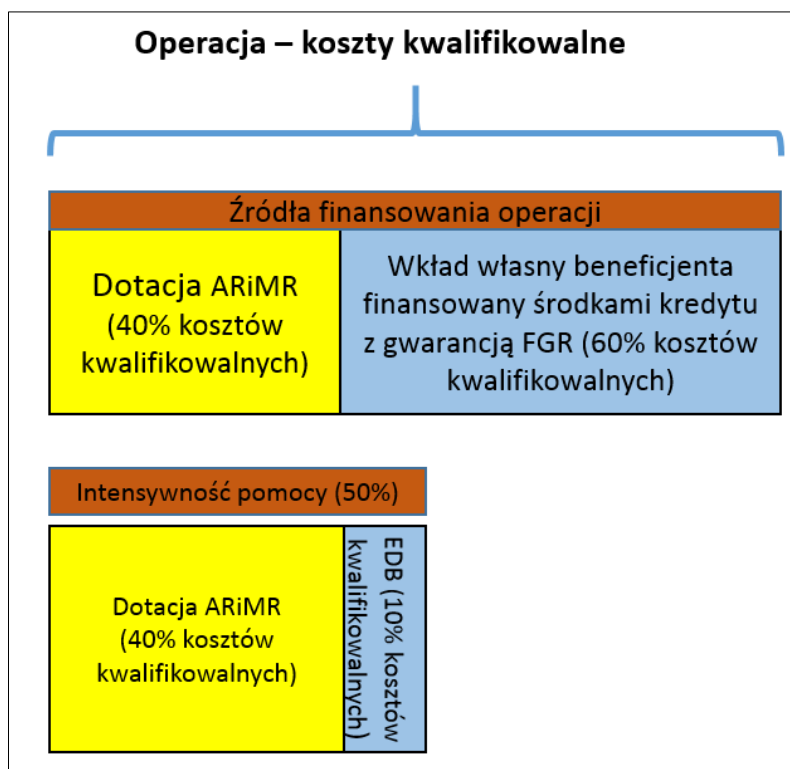 Operacja – koszty kwalifikowalne
Źródła finansowania operacji
Dotacja ARiMR
(40% kosztów
kwalifikowalnych)
Wkład własny beneficjenta
finansowany środkami kredytu
z gwarancją FGR (60% kosztów
kwalifikowalnych)
Intensywność pomocy (50%)
Dotacja ARiMR
(40% kosztów
kwalifikowalnych)
EDB (10% kosztów
kwalifikowalnych)